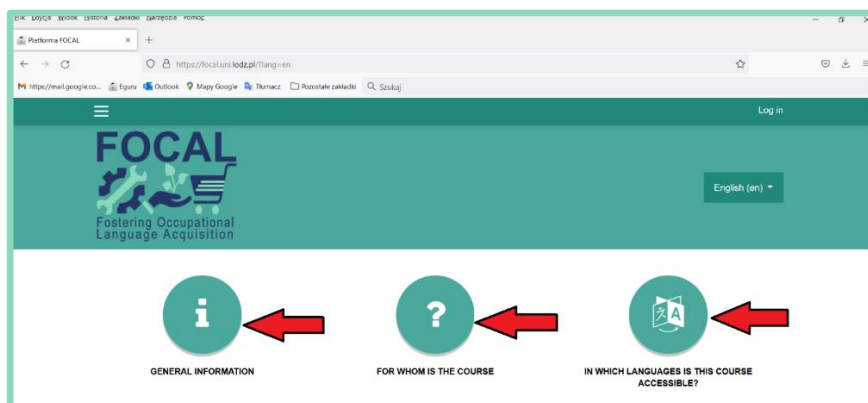 Plik Edycja Widok Historia Zakładki Narzędzia Pomoc
Platforma FOCAL
https://focal.uni.lodz.pl/?lang=en
https://mail.google.co... Eguru Outlook Mapy Google Tłumacz Pozostałe zakładki Szukaj
Log in
FOCAL
Fostering Occupational
Language Acquisition
English (en)
GENERAL INFORMATION
FOR WHOM IS THE COURSE
IN WHICH LANGUAGES IS THIS COURSE
ACCESSIBLE?